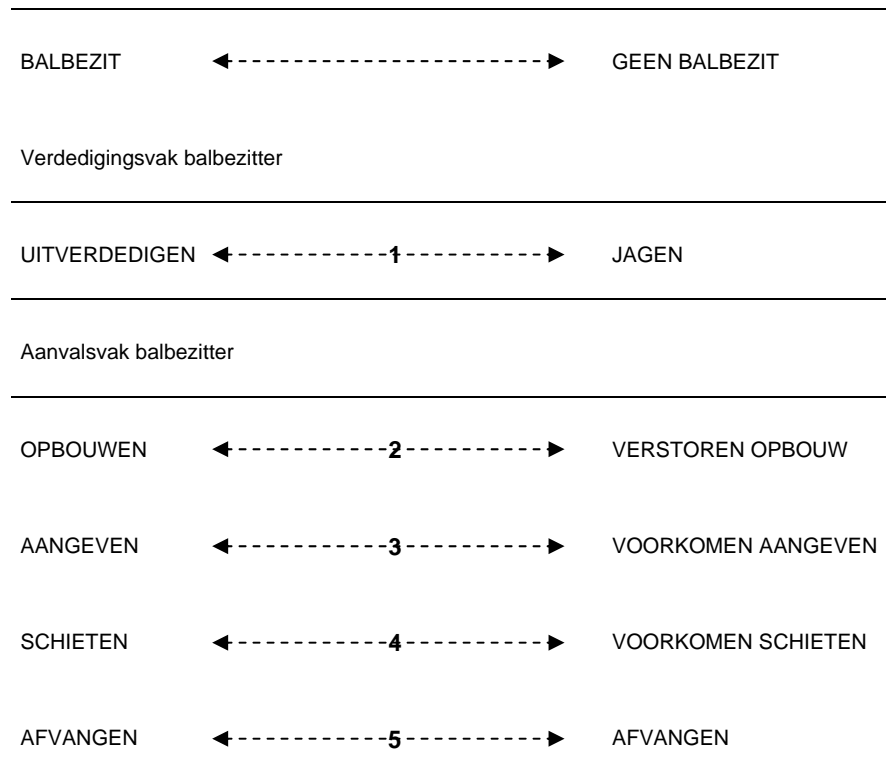 BALBEZIT GEEN BALBEZIT
Verdedigingsvak balbezitter
UITVERDEDIGEN 1 JAGEN
Aanvalsvak balbezitter
OPBOUWEN 2 VERSTOREN OPBOUW
AANGEVEN 3 VOORKOMEN AANGEVEN
SCHIETEN 4 VOORKOMEN SCHIETEN
AFVANGEN 5 AFVANGEN